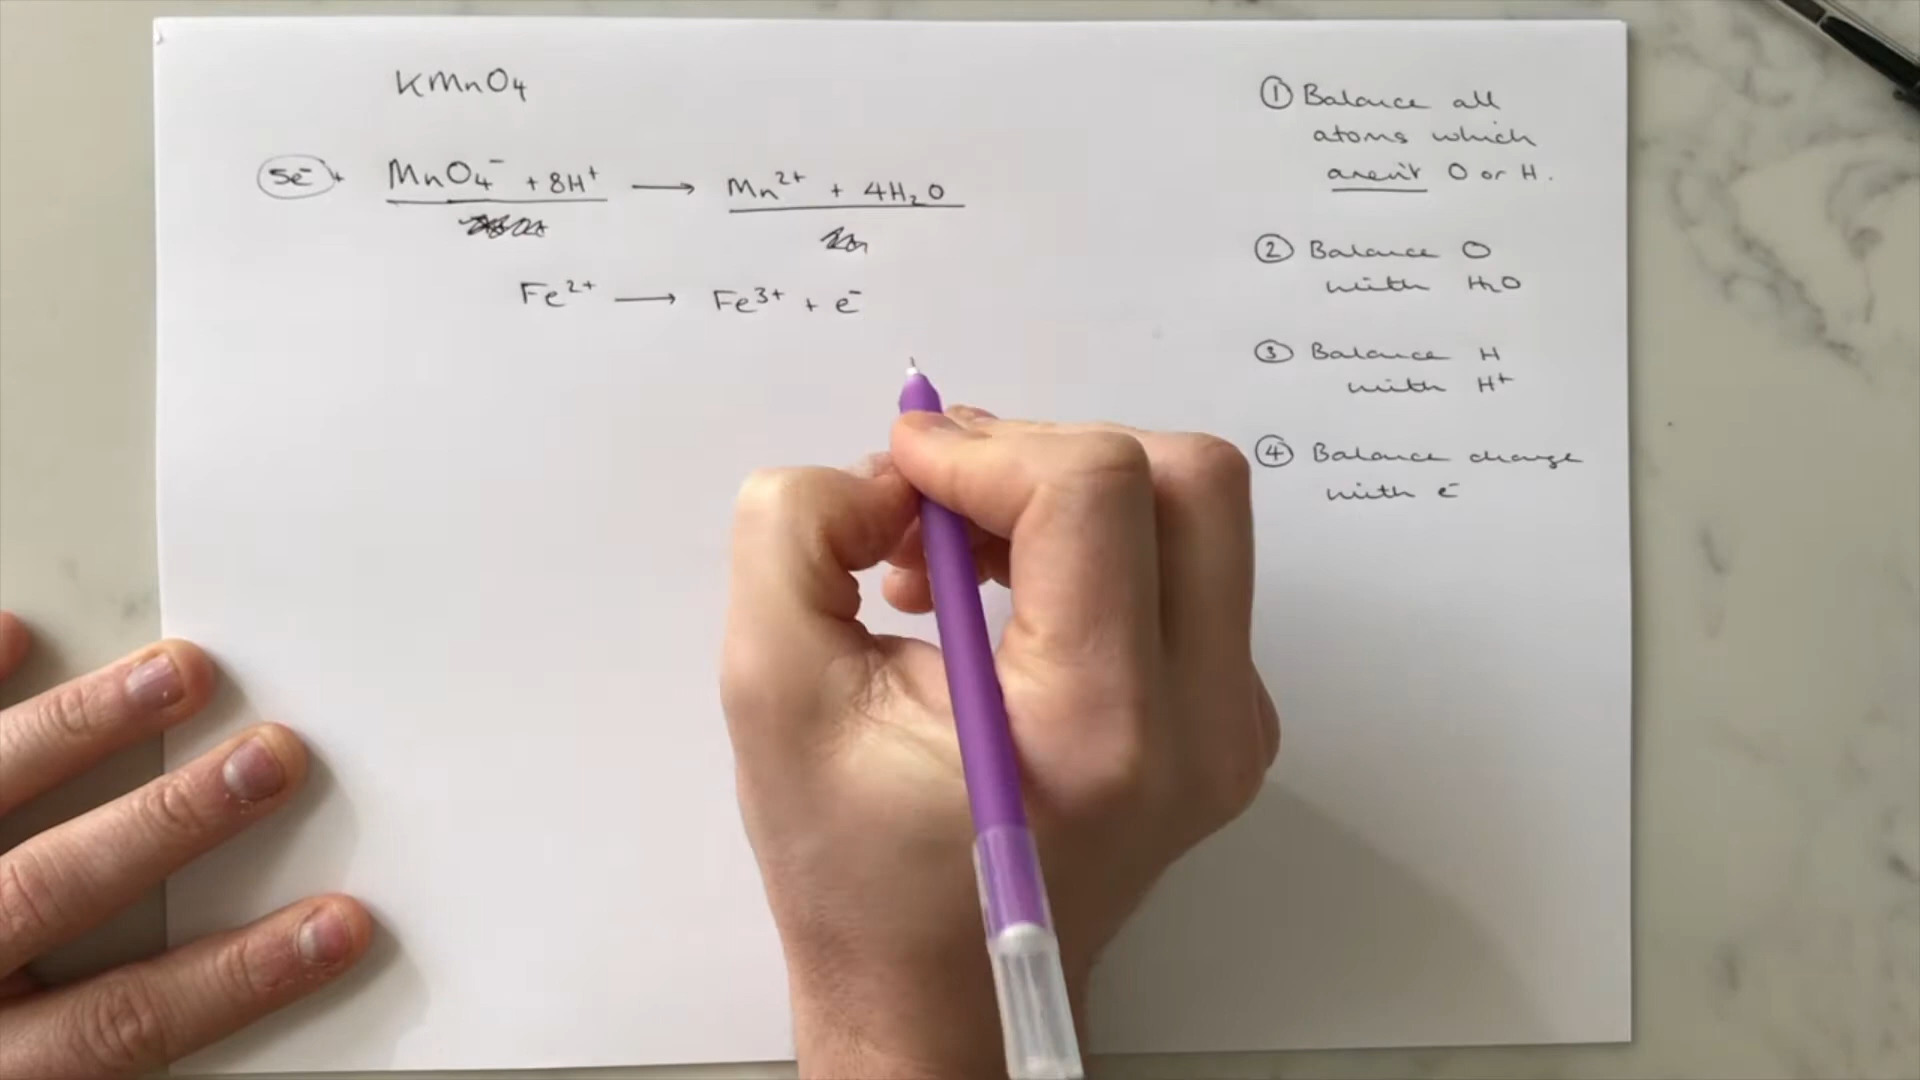 KMnO₄
5e⁻ + MnO₄⁻ + 8H⁺ ⟶ Mn²⁺ + 4H₂O
Fe²⁺ ⟶ Fe³⁺ + e⁻
① Balance all
atoms which
aren't O or H.
② Balance O
with H₂O
③ Balance H
with H⁺
④ Balance charge
with e⁻